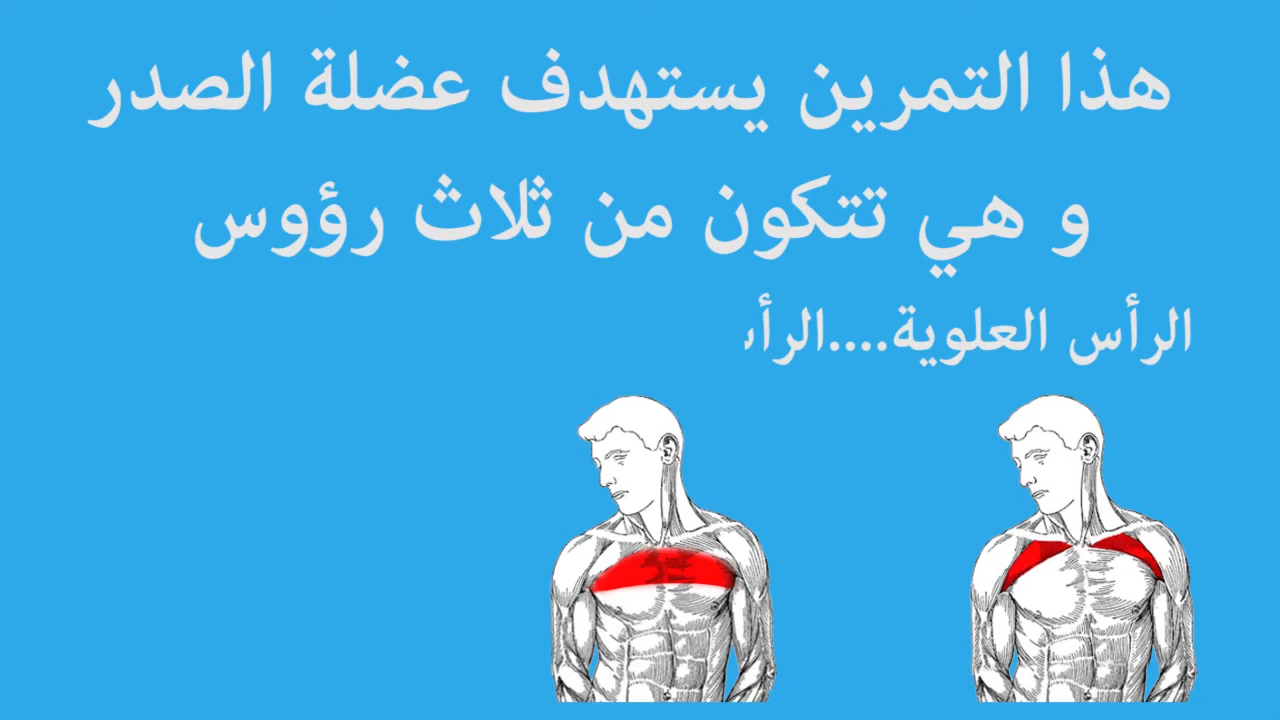 هذا التمرين يستهدف عضلة الصدر
و هي تتكون من ثلاث رؤوس
الرأس العلوية....